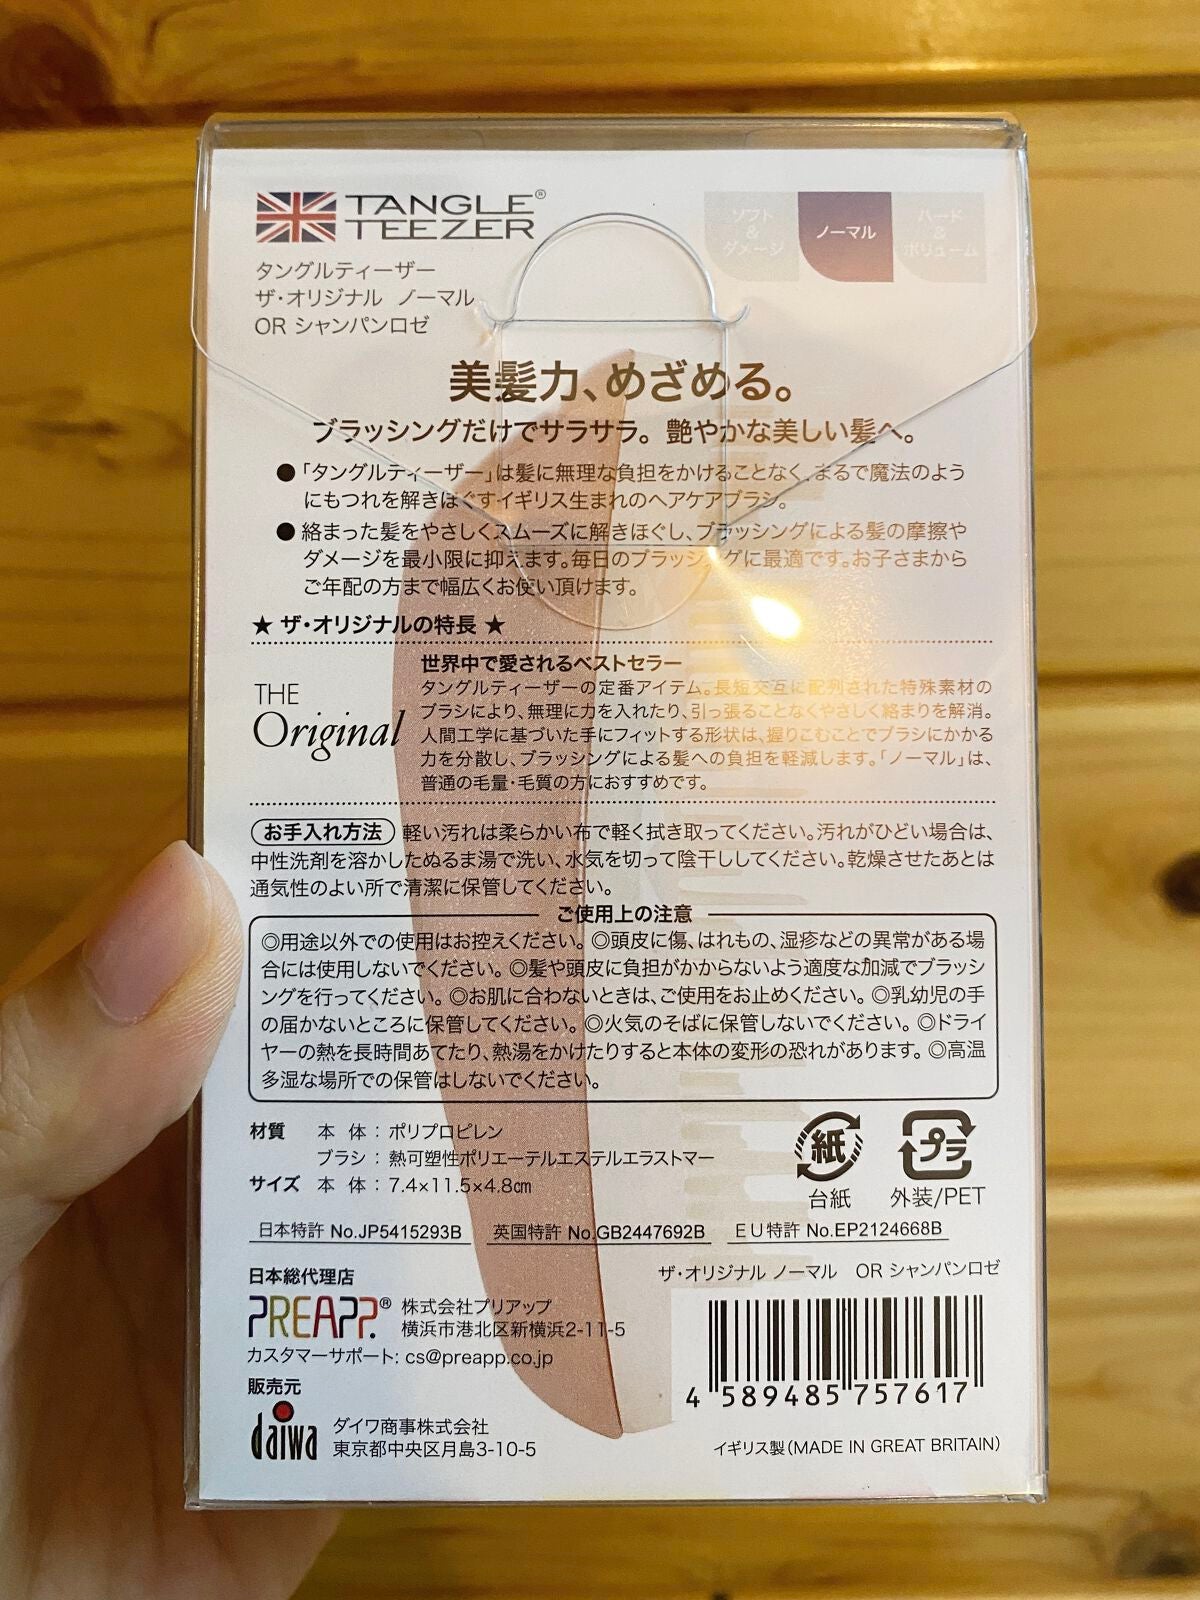 TANGLE TEEZER®
ソフト&ダメージ
ノーマル
ハード&ボリューム
タングルティーザー
ザ・オリジナル ノーマル
OR シャンパンロゼ
美髪力、めざめる。
ブラッシングだけでサラサラ。艶やかな美しい髪へ。
●「タングルティーザー」は髪に無理な負担をかけることなく、まるで魔法のよう
にもつれを解きほぐすイギリス生まれのヘアケアブラシ。
● 絡まった髪をやさしくスムーズに解きほぐし、ブラッシングによる髪の摩擦や
ダメージを最小限に抑えます。毎日のブラッシングに最適です。お子さまから
ご年配の方まで幅広くお使い頂けます。
★ ザ・オリジナルの特長 ★
THE
Original
世界中で愛されるベストセラー
タングルティーザーの定番アイテム。長短交互に配列された特殊素材の
ブラシにより、無理に力を入れたり、引っ張ることなくやさしく絡まりを解消。
人間工学に基づいた手にフィットする形状は、握りこむことでブラシにかかる
力を分散し、ブラッシングによる髪への負担を軽減します。「ノーマル」は、
普通の毛量・毛質の方におすすめです。
お手入れ方法 軽い汚れは柔らかい布で軽く拭き取ってください。汚れがひどい場合は、
中性洗剤を溶かしたぬるま湯で洗い、水気を切って陰干ししてください。乾燥させたあとは
通気性のよい所で清潔に保管してください。
ご使用上の注意
◎用途以外での使用はお控えください。◎頭皮に傷、はれもの、湿疹などの異常がある場
合には使用しないでください。◎髪や頭皮に負担がかからないよう適度な加減でブラッシ
ングを行ってください。◎お肌に合わないときは、ご使用をお止めください。◎乳幼児の手
の届かないところに保管してください。◎火気のそばに保管しないでください。◎ドライ
ヤーの熱を長時間あてたり、熱湯をかけたりすると本体の変形の恐れがあります。◎高温
多湿な場所での保管はしないでください。
材質 本 体：ポリプロピレン
ブラシ：熱可塑性ポリエーテルエステルエラストマー
サイズ 本 体：7.4×11.5×4.8㎝
紙
台紙
プラ
外装/PET
日本特許 No.JP5415293B 英国特許 No.GB2447692B EU特許 No.EP2124668B
日本総代理店
PREAPP.® 株式会社プリアップ
横浜市港北区新横浜2-11-5
カスタマーサポート: cs@preapp.co.jp
販売元
daiwa ダイワ商事株式会社
東京都中央区月島3-10-5
ザ・オリジナル ノーマル OR シャンパンロゼ
4 589485 757617
イギリス製(MADE IN GREAT BRITAIN)